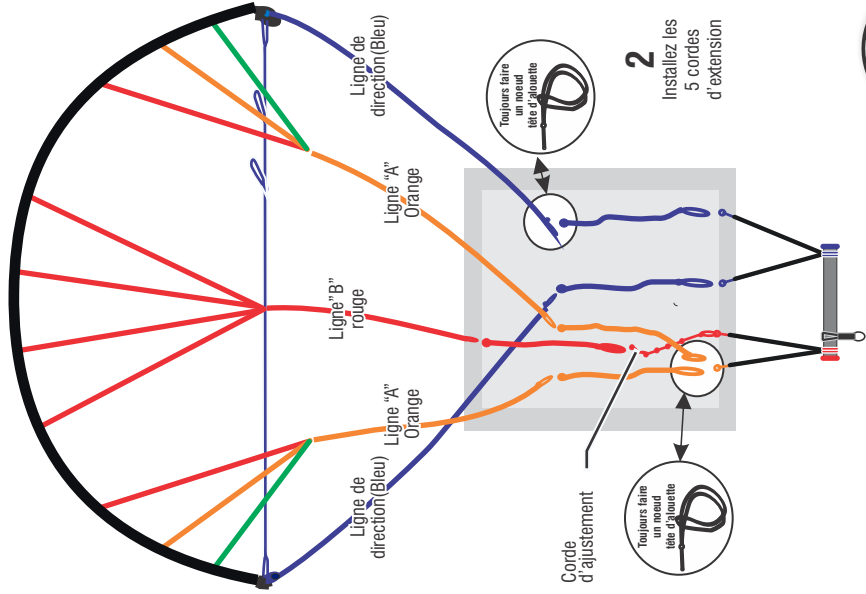 Ligne de
direction(Bleu)
Ligne "A"
Orange
Ligne"B"
rouge
Ligne "A"
Orange
Ligne de
direction(Bleu)
Toujours faire
un noeud
tête d'alouette
2
Installez les
5 cordes
d'extension
Corde
d'ajustement
Toujours faire
un noeud
tête d'alouette